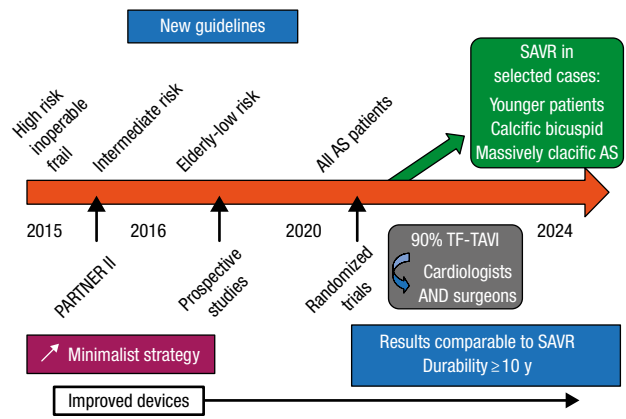 New guidelines
SAVR in
selected cases:
Younger patients
Calcific bicuspid
Massively clacific AS
High risk
inoperable
frail
Intermediate risk
Elderly-low risk
All AS patients
2015
2016
2020
2024
PARTNER II
Prospective
studies
Randomized
trials
90% TF-TAVI
Cardiologists
AND surgeons
Minimalist strategy
Results comparable to SAVR
Durability ≥ 10 y
Improved devices